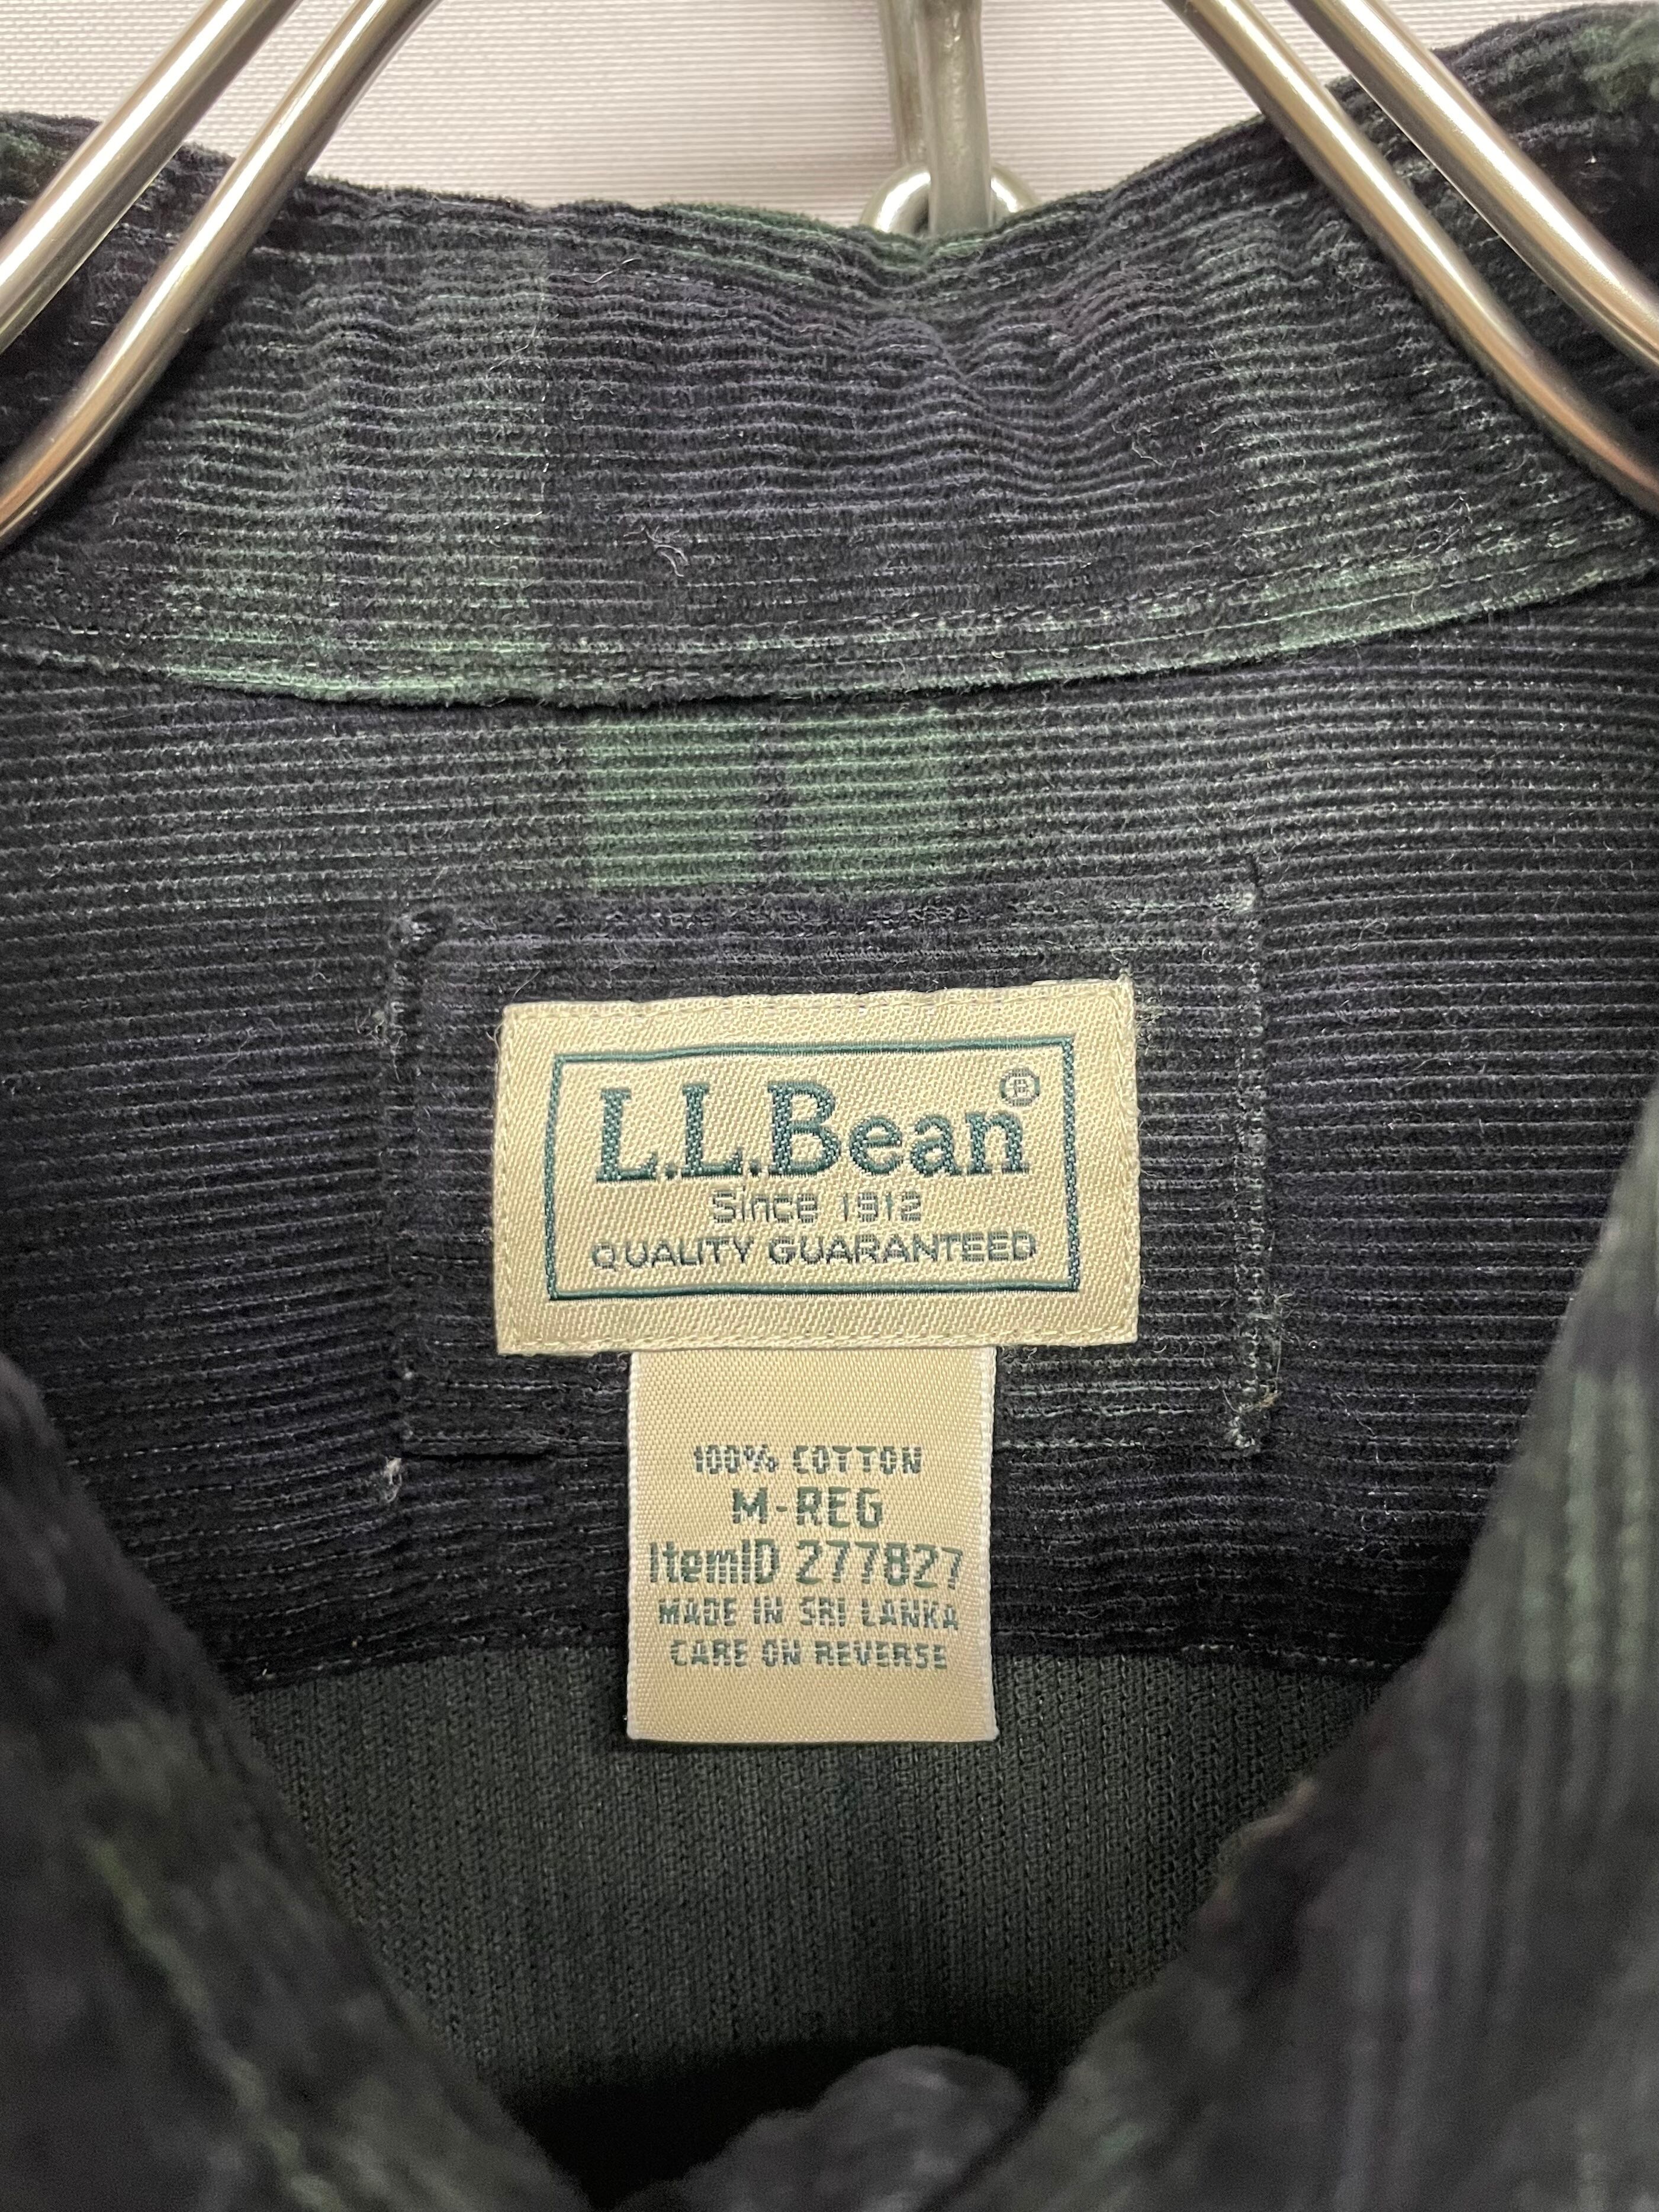 L.L.Bean®
Since 1912
QUALITY GUARANTEED
100% COTTON
M-REG
ItemID 277827
MADE IN SRI LANKA
CARE ON REVERSE